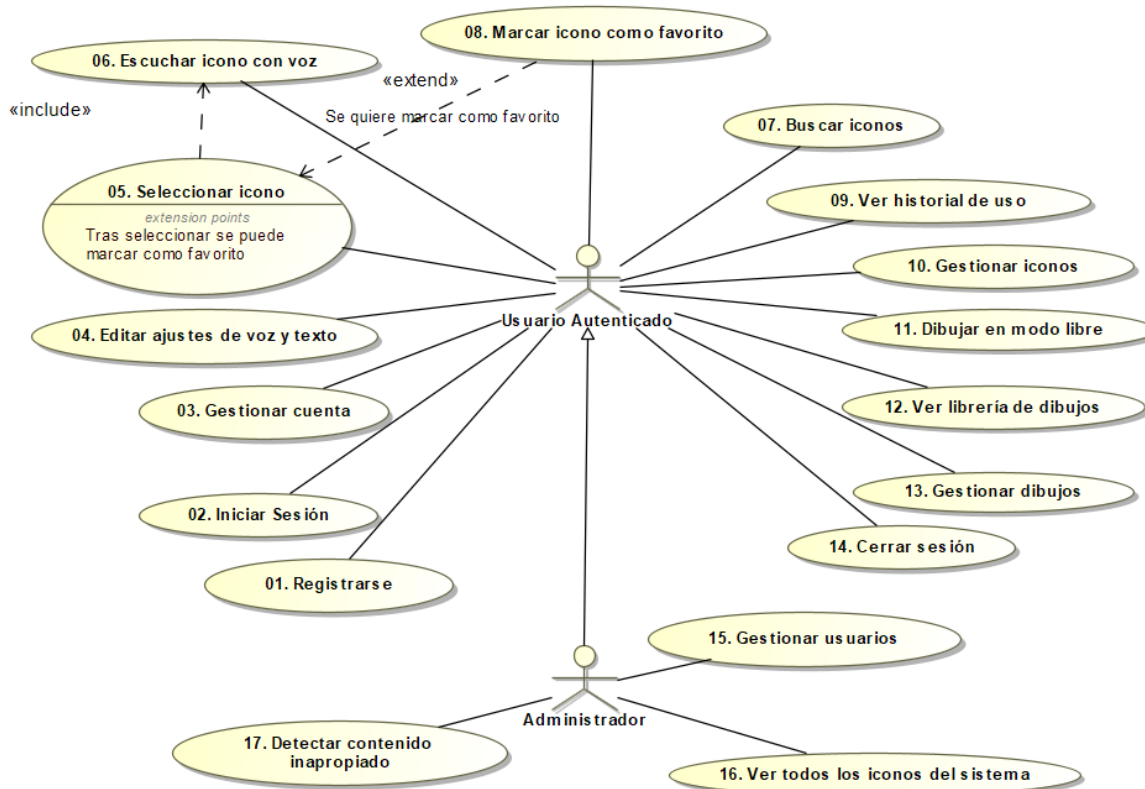 08. Marcar icono como favorito
06. Escuchar icono con voz
«extend»
«include»
Se quiere marcar como favorito
07. Buscar iconos
05. Seleccionar icono
extension points
Tras seleccionar se puede
marcar como favorito
09. Ver historial de uso
10. Gestionar iconos
Usuario Autenticado
04. Editar ajustes de voz y texto
11. Dibujar en modo libre
03. Gestionar cuenta
12. Ver librería de dibujos
13. Gestionar dibujos
02. Iniciar Sesión
14. Cerrar sesión
01. Registrarse
15. Gestionar usuarios
Administrador
17. Detectar contenido
inapropiado
16. Ver todos los iconos del sistema